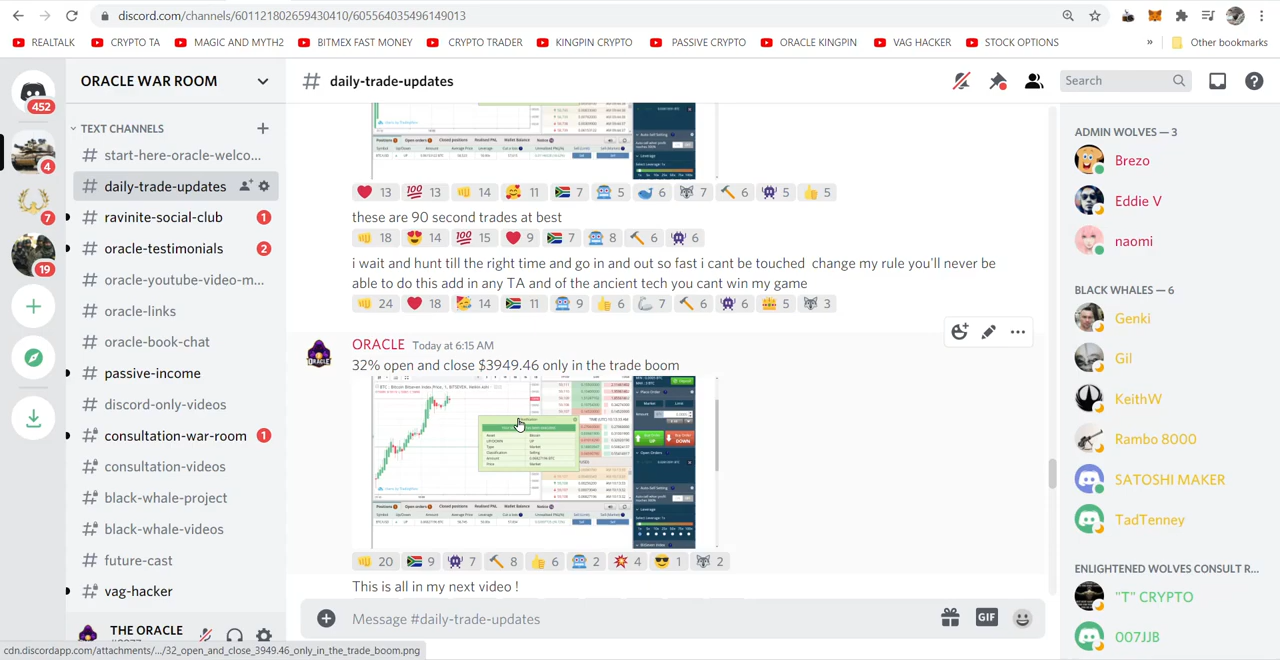 discord.com/channels/601121802659430410/605564035496149013
REALTALK CRYPTO TA MAGIC AND MYTH2 BITMEX FAST MONEY CRYPTO TRADER KINGPIN CRYPTO PASSIVE CRYPTO ORACLE KINGPIN VAG HACKER STOCK OPTIONS » Other bookmarks
452
4
7
19
ORACLE WAR ROOM
TEXT CHANNELS
# start-here-oracle-welco...
# daily-trade-updates
# ravinite-social-club 1
# oracle-testimonials 2
# oracle-youtube-video-m...
# oracle-links
# oracle-book-chat
# passive-income
# discord-only-videos
# consultation-war-room 1
# consultation-videos
# black-whale-project
# future-cast
# vag-hacker
THE ORACLE
# daily-trade-updates
Search
13 13 14 11 7 5 6 7 6 5 5
these are 90 second trades at best
18 14 15 9 7 8 6 6
i wait and hunt till the right time and go in and out so fast i cant be touched change my rule you'll never be
able to do this add in any TA and of the ancient tech you cant win my game
24 18 14 11 9 6 7 6 6 5 3
ORACLE Today at 6:15 AM
32% open and close $3949.46 only in the trade boom
20 9 7 8 6 2 4 1 2
This is all in my next video !
Message #daily-trade-updates
GIF
ADMIN WOLVES — 3
Brezo
Eddie V
naomi
BLACK WHALES — 6
Genki
Gil
KeithW
Rambo 8000
SATOSHI MAKER
TadTenney
ENLIGHTENED WOLVES CONSULT R...
"T" CRYPTO
007JJB
cdn.discordapp.com/attachments/.../32_open_and_close_3949.46_only_in_the_trade_boom.png